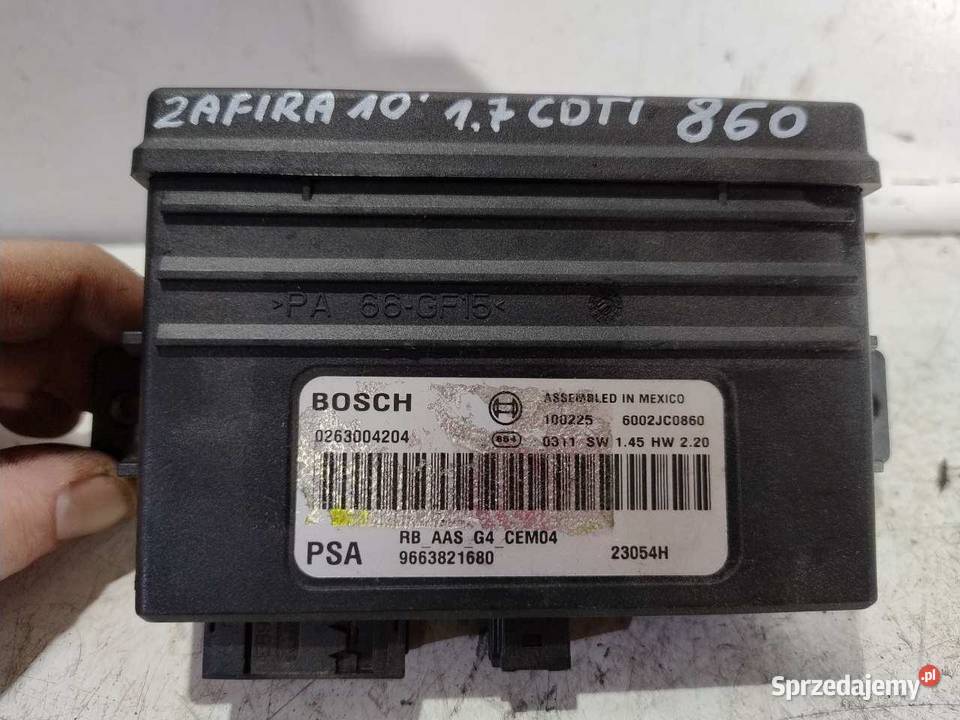 ZAFIRA 10' 1.7 CDTI 860
>PA 66-GF15<
BOSCH
ASSEMBLED IN MEXICO
100225 6002JC0860
0263004204
864
0311 SW 1.45 HW 2.20
PSA
RB_AAS_G4_CEM04
9663821680
23054H
Sprzedajemy.pl